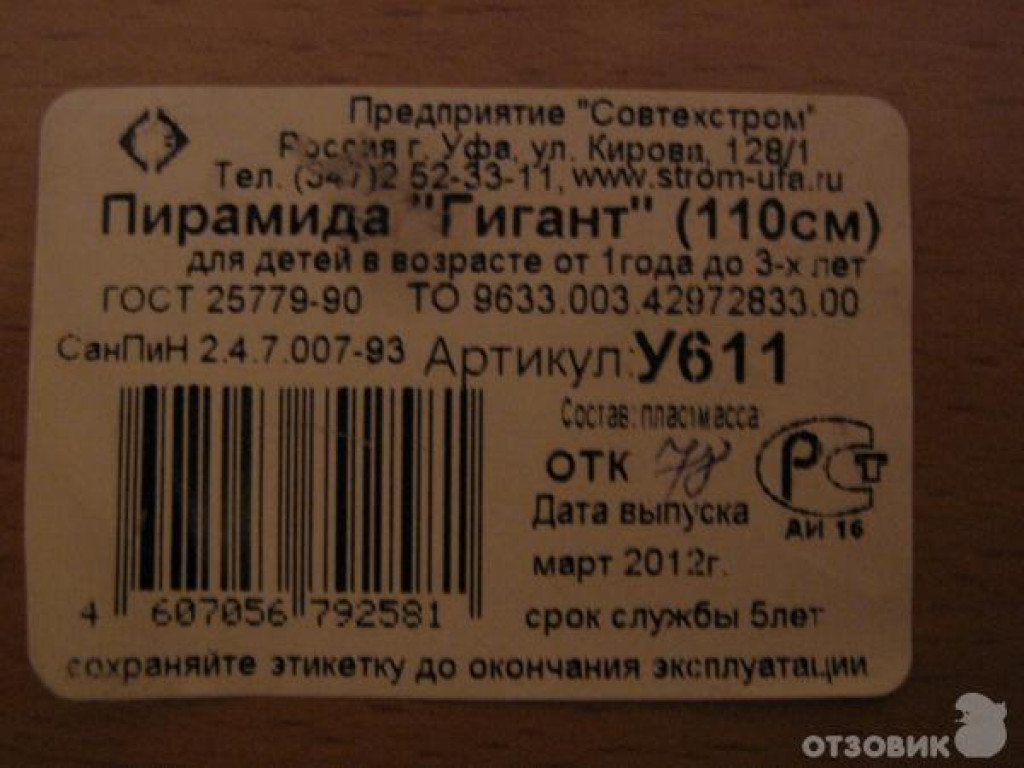 Предприятие "Совтехстром"
Россия г. Уфа, ул. Кирова, 128/1
Тел. (347)2 52-33-11, www.strom-ufa.ru
Пирамида "Гигант" (110см)
для детей в возрасте от 1года до 3-х лет
ГОСТ 25779-90 ТО 9633.003.42972833.00
СанПиН 2.4.7.007-93 Артикул:У611
Состав:пластмасса
ОТК 78
РСТ
АИ 16
Дата выпуска
март 2012г.
4 607056 792581
срок службы 5лет
сохраняйте этикетку до окончания эксплуатации
ОТЗОВИК